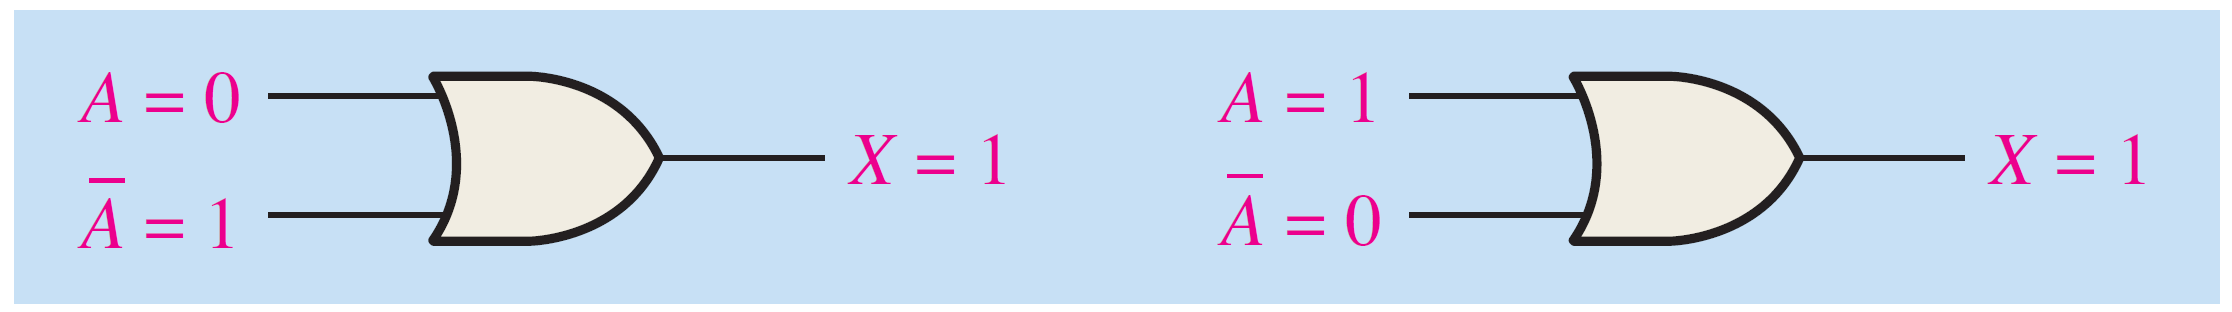 A = 0
A̅ = 1
X = 1
A = 1
A̅ = 0
X = 1